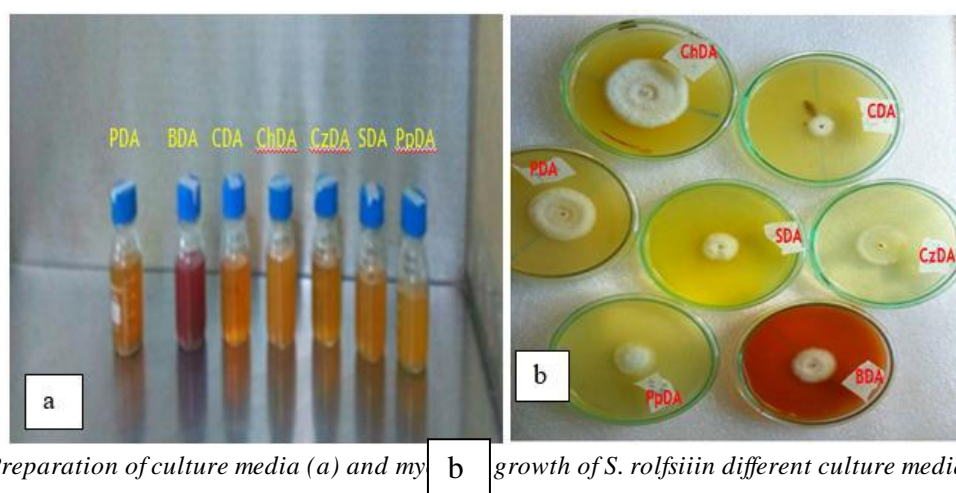 PDA BDA CDA ChDA CzDA SDA PpDA
a
ChDA
CDA
PDA
SDA
CzDA
PpDA
BDA
b
Preparation of culture media (a) and my b growth of S. rolfsiiin different culture media